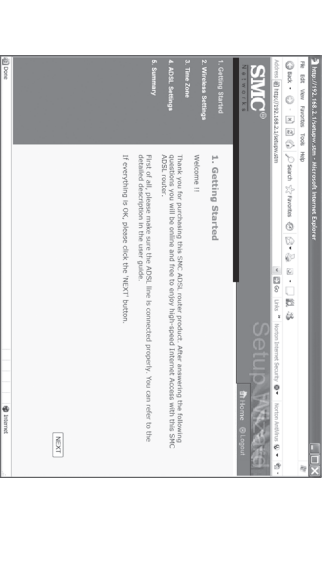 http://192.168.2.1/setupw.stm - Microsoft Internet Explorer
File Edit View Favorites Tools Help
Back Search Favorites
Address http://192.168.2.1/setupw.stm Go Links Norton Internet Security Norton AntiVirus
SMC®
Networks
Setup Wizard
Home Logout
1. Getting Started
2. Wireless Settings
3. Time Zone
4. ADSL Settings
5. Summary
1. Getting Started
Welcome !!
Thank you for purchasing this SMC ADSL router product. After answering the following
questions you will be online and free to enjoy high-speed Internet Access with this SMC
ADSL router.
First of all, please make sure the ADSL line is connected properly. You can refer to the
detailed description in the user guide.
If everything is OK, please click the 'NEXT' button.
NEXT
Done Internet